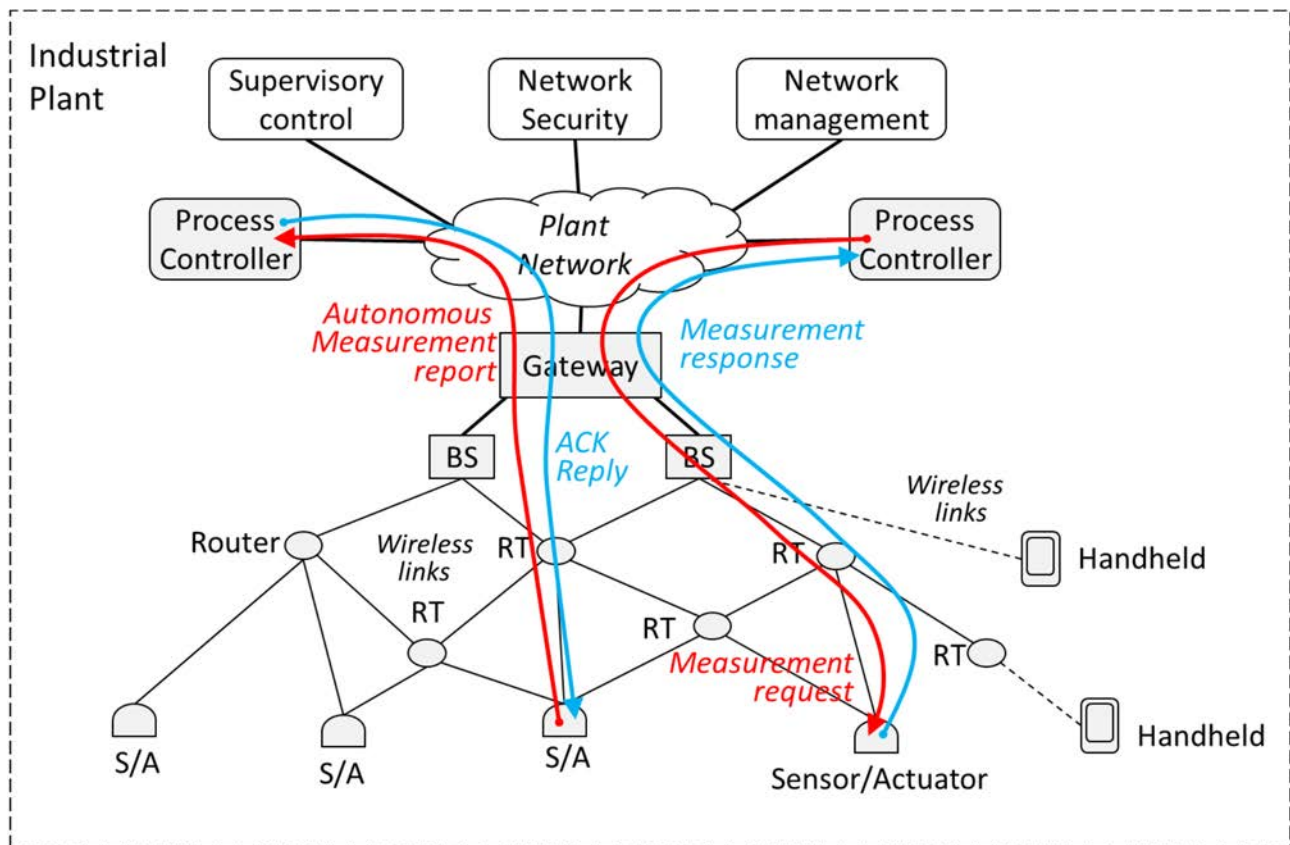 Industrial
Plant
Supervisory
control
Network
Security
Network
management
Process
Controller
Plant
Network
Process
Controller
Autonomous
Measurement
report
Measurement
response
Gateway
BS
ACK
Reply
BS
Wireless
links
Router
Wireless
links
RT
RT
Handheld
RT
RT
RT
Measurement
request
S/A
S/A
S/A
Sensor/Actuator
Handheld